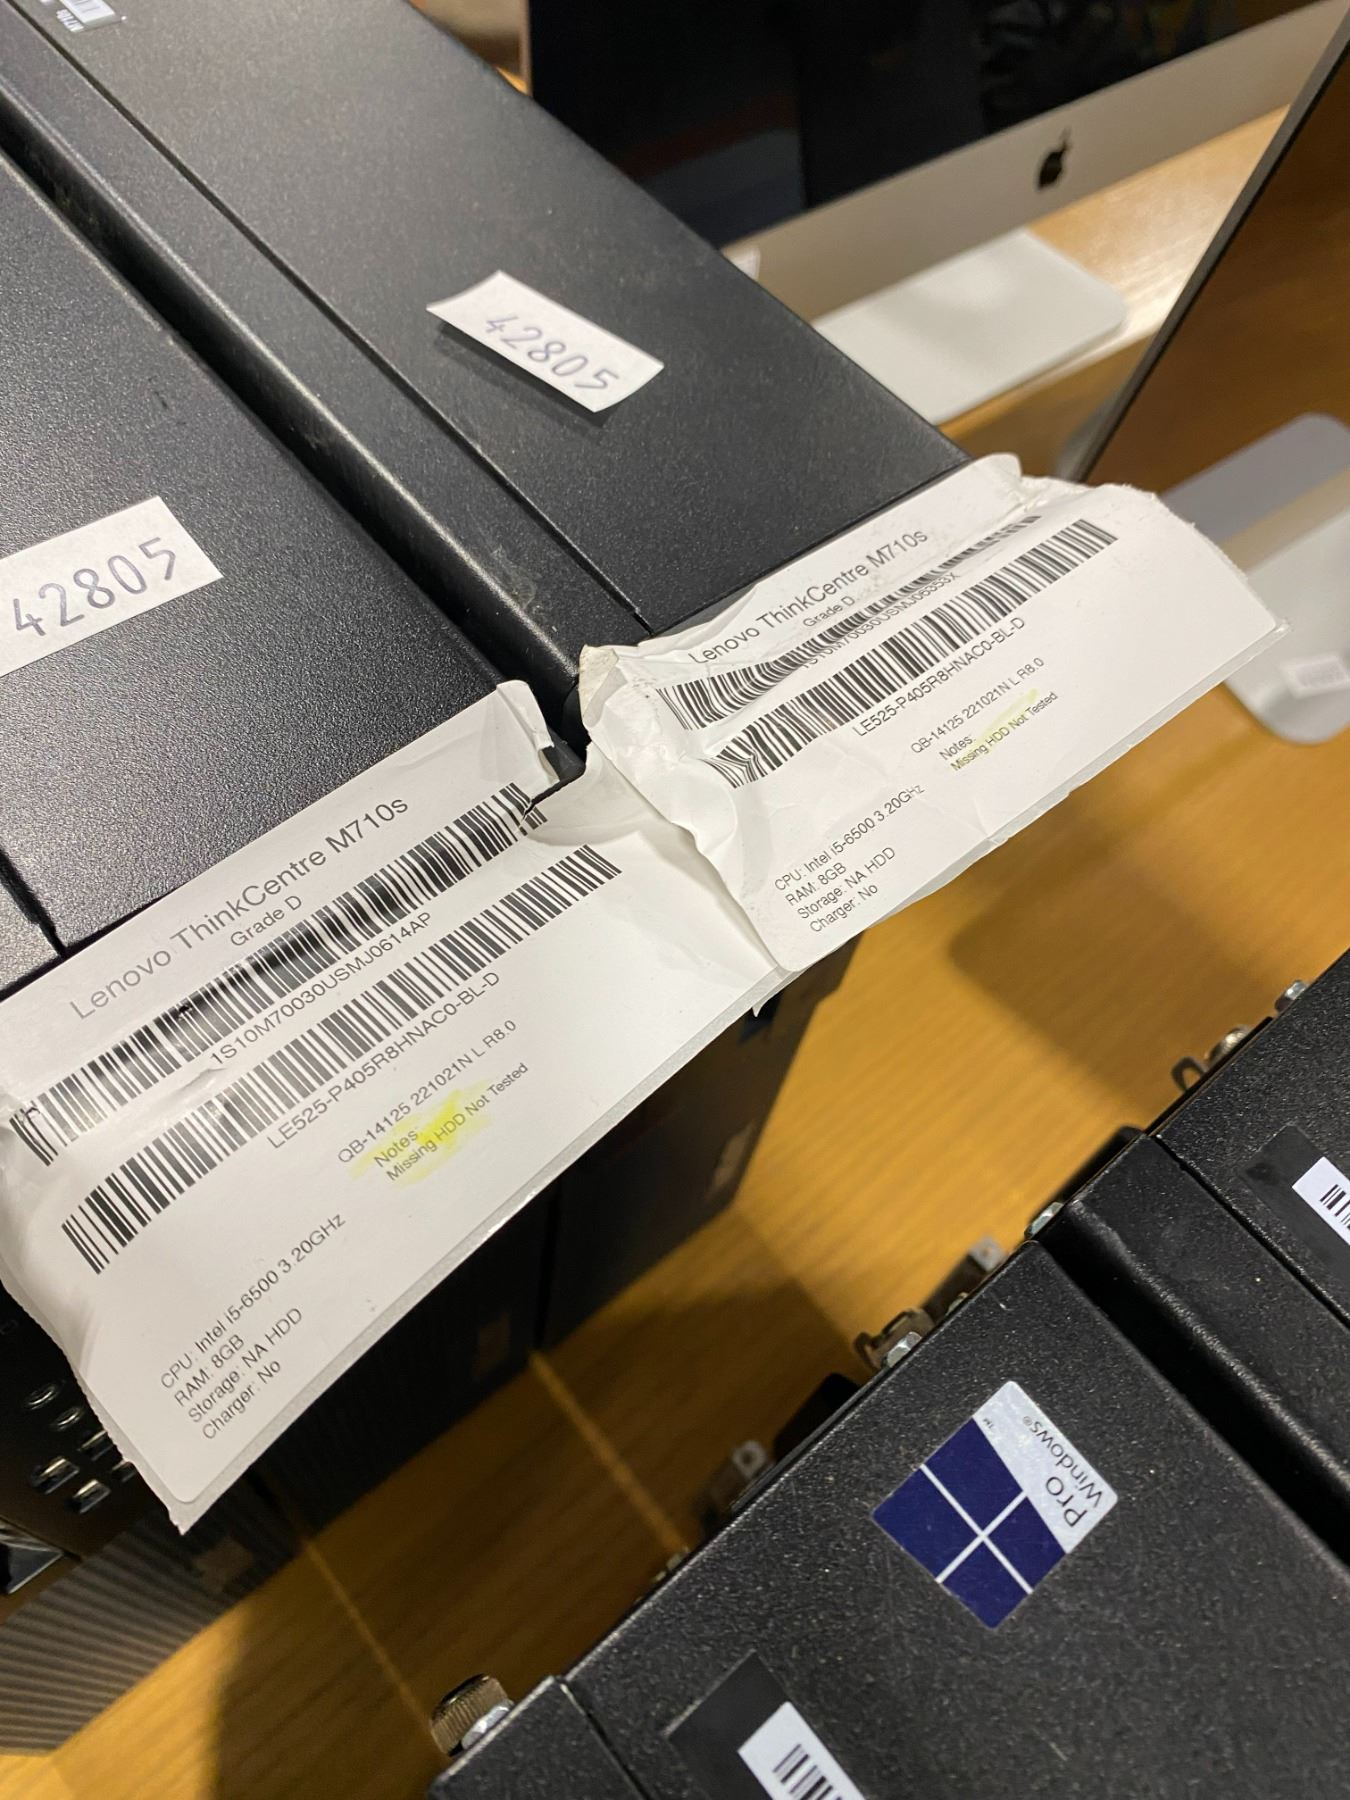 42805
42805
Lenovo ThinkCentre M710s
Grade D
1S10M70030USMJ06353X
LE525-P405R8HNAC0-BL-D
QB-14125 221021N L R8.0
Notes:
Missing HDD Not Tested
CPU: Intel i5-6500 3.20GHz
RAM: 8GB
Storage: NA HDD
Charger: No
Lenovo ThinkCentre M710s
Grade D
1S10M70030USMJ0614AP
LE525-P405R8HNAC0-BL-D
QB-14125 221021N L R8.0
Notes:
Missing HDD Not Tested
CPU: Intel i5-6500 3.20GHz
RAM: 8GB
Storage: NA HDD
Charger: No
Windows®
Pro
™